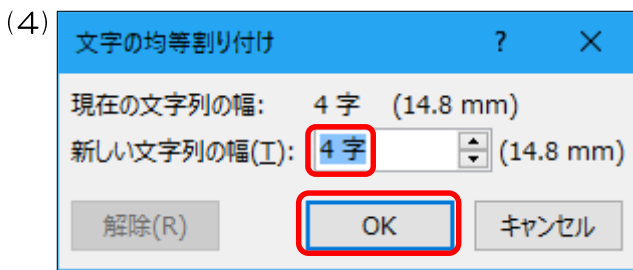 (4)
文字の均等割り付け ? ×
現在の文字列の幅: 4 字 (14.8 mm)
新しい文字列の幅(T): 4 字 (14.8 mm)
解除(R) OK キャンセル